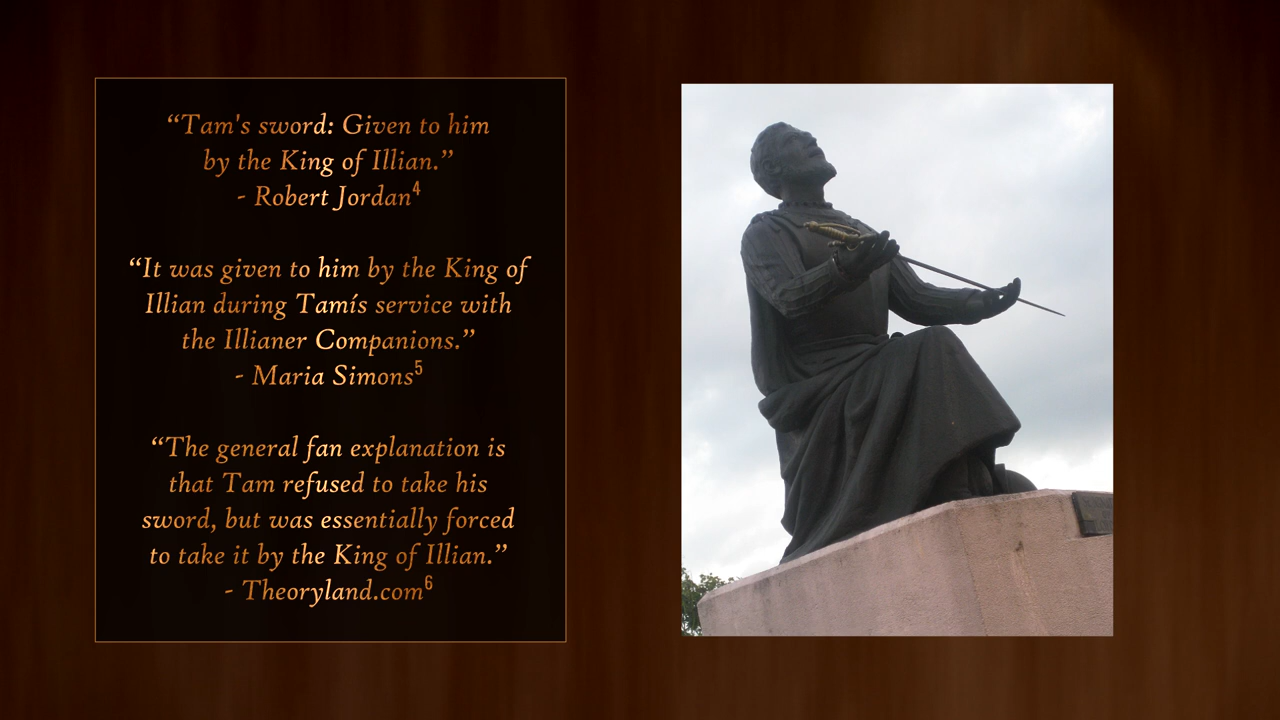 “Tam's sword: Given to him
by the King of Illian.”
- Robert Jordan⁴
“It was given to him by the King of
Illian during Tamís service with
the Illianer Companions.”
- Maria Simons⁵
“The general fan explanation is
that Tam refused to take his
sword, but was essentially forced
to take it by the King of Illian.”
- Theoryland.com⁶